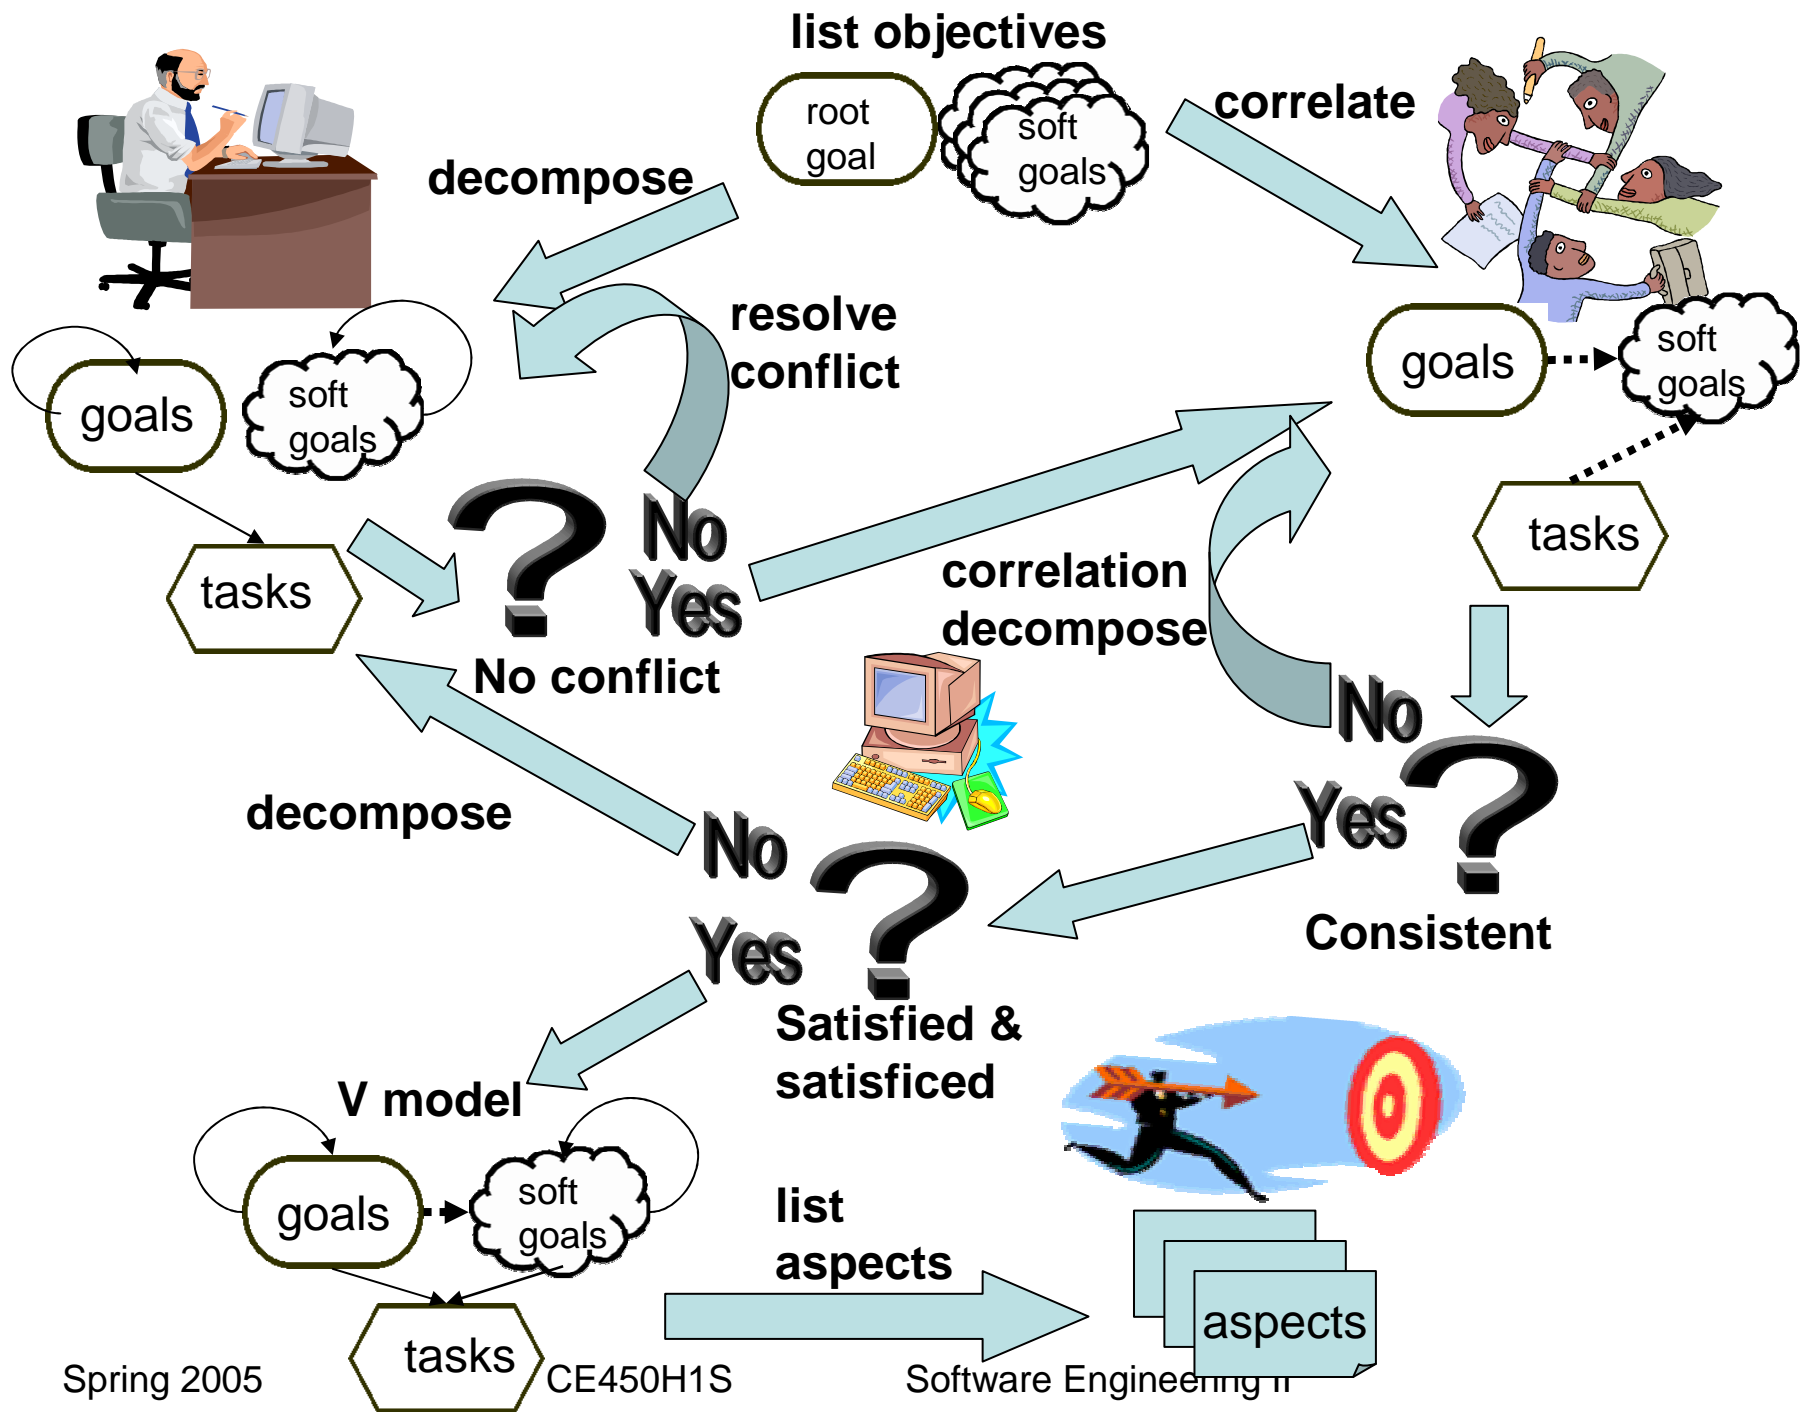 list objectives
root
goal
soft
goals
correlate
decompose
resolve
conflict
goals
soft
goals
goals
soft
goals
No
Yes
tasks
No conflict
correlation
decompose
tasks
No
Yes
Consistent
decompose
No
Yes
Satisfied &
satisficed
V model
goals
soft
goals
tasks
list
aspects
aspects
Spring 2005
CE450H1S
Software Engineering II